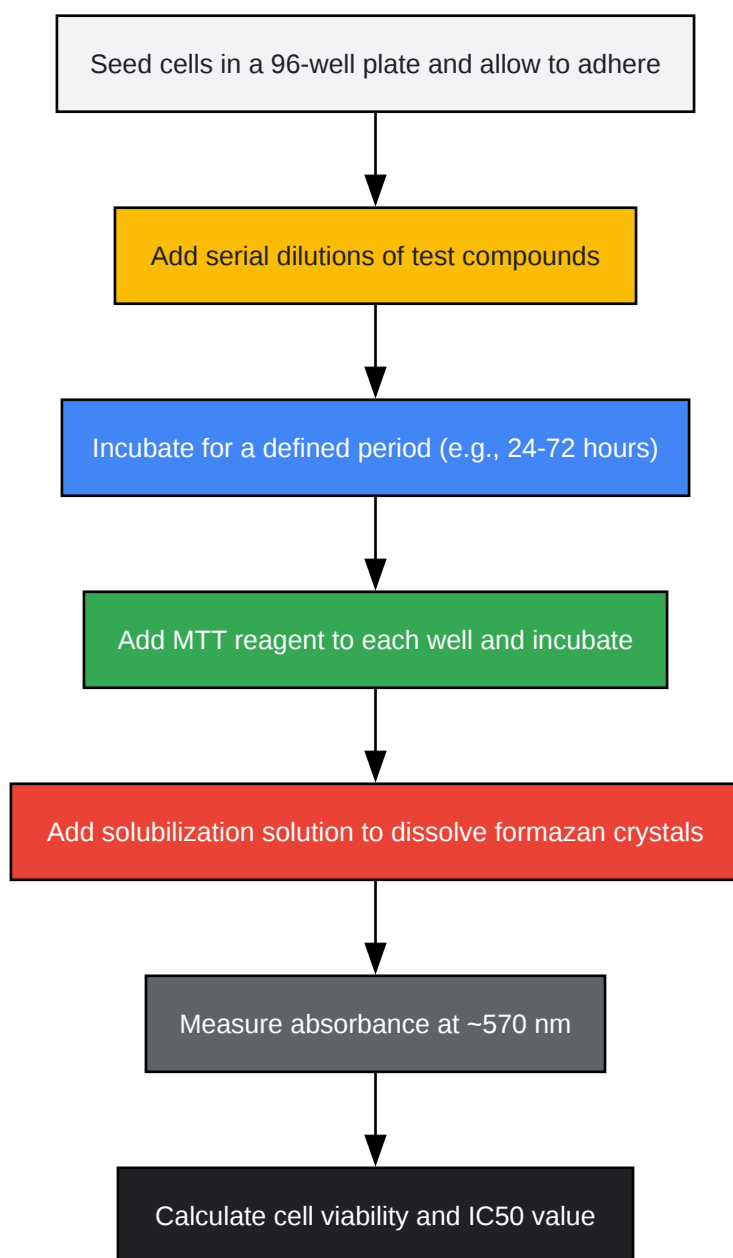 Seed cells in a 96-well plate and allow to adhere
Add serial dilutions of test compounds
Incubate for a defined period (e.g., 24-72 hours)
Add MTT reagent to each well and incubate
Add solubilization solution to dissolve formazan crystals
Measure absorbance at ~570 nm
Calculate cell viability and IC50 value